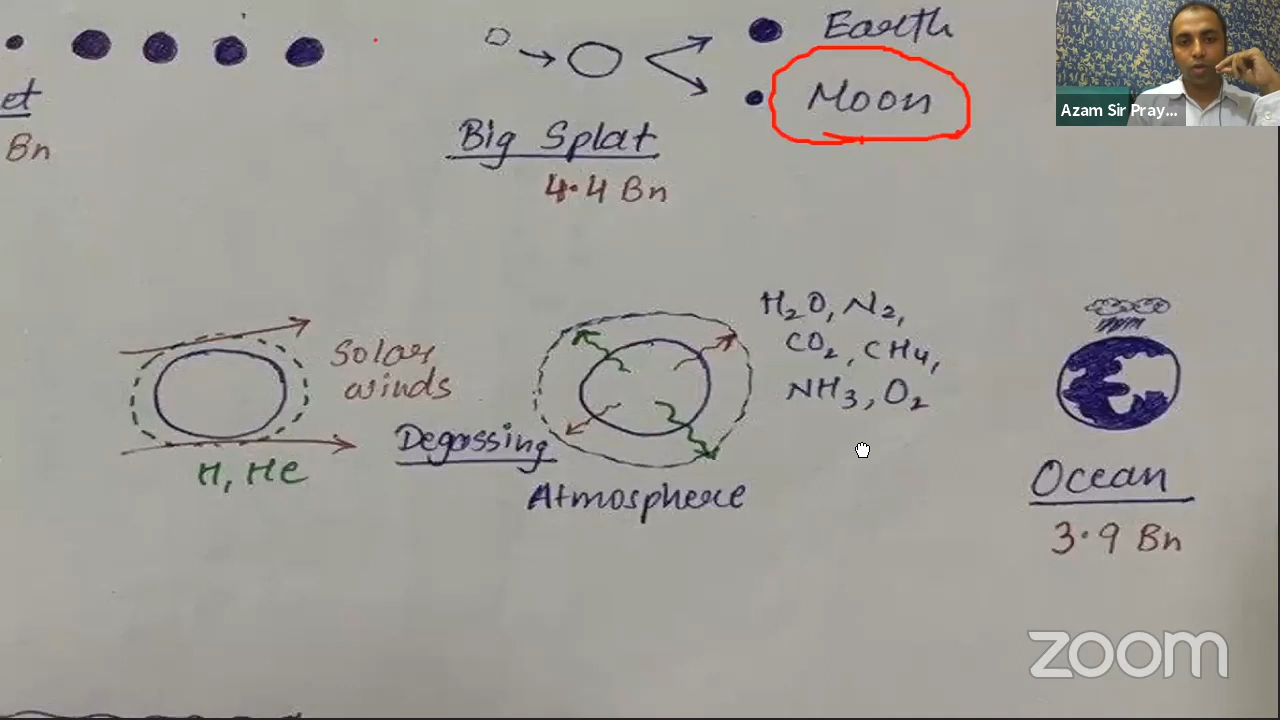 Earth
Moon
Big Splat
4.4 Bn
et
Bn
Azam Sir Pray...
Solar
winds
H, He
Degassing
Atmosphere
H2O, N2,
CO2, CH4,
NH3, O2
Ocean
3.9 Bn
zoom